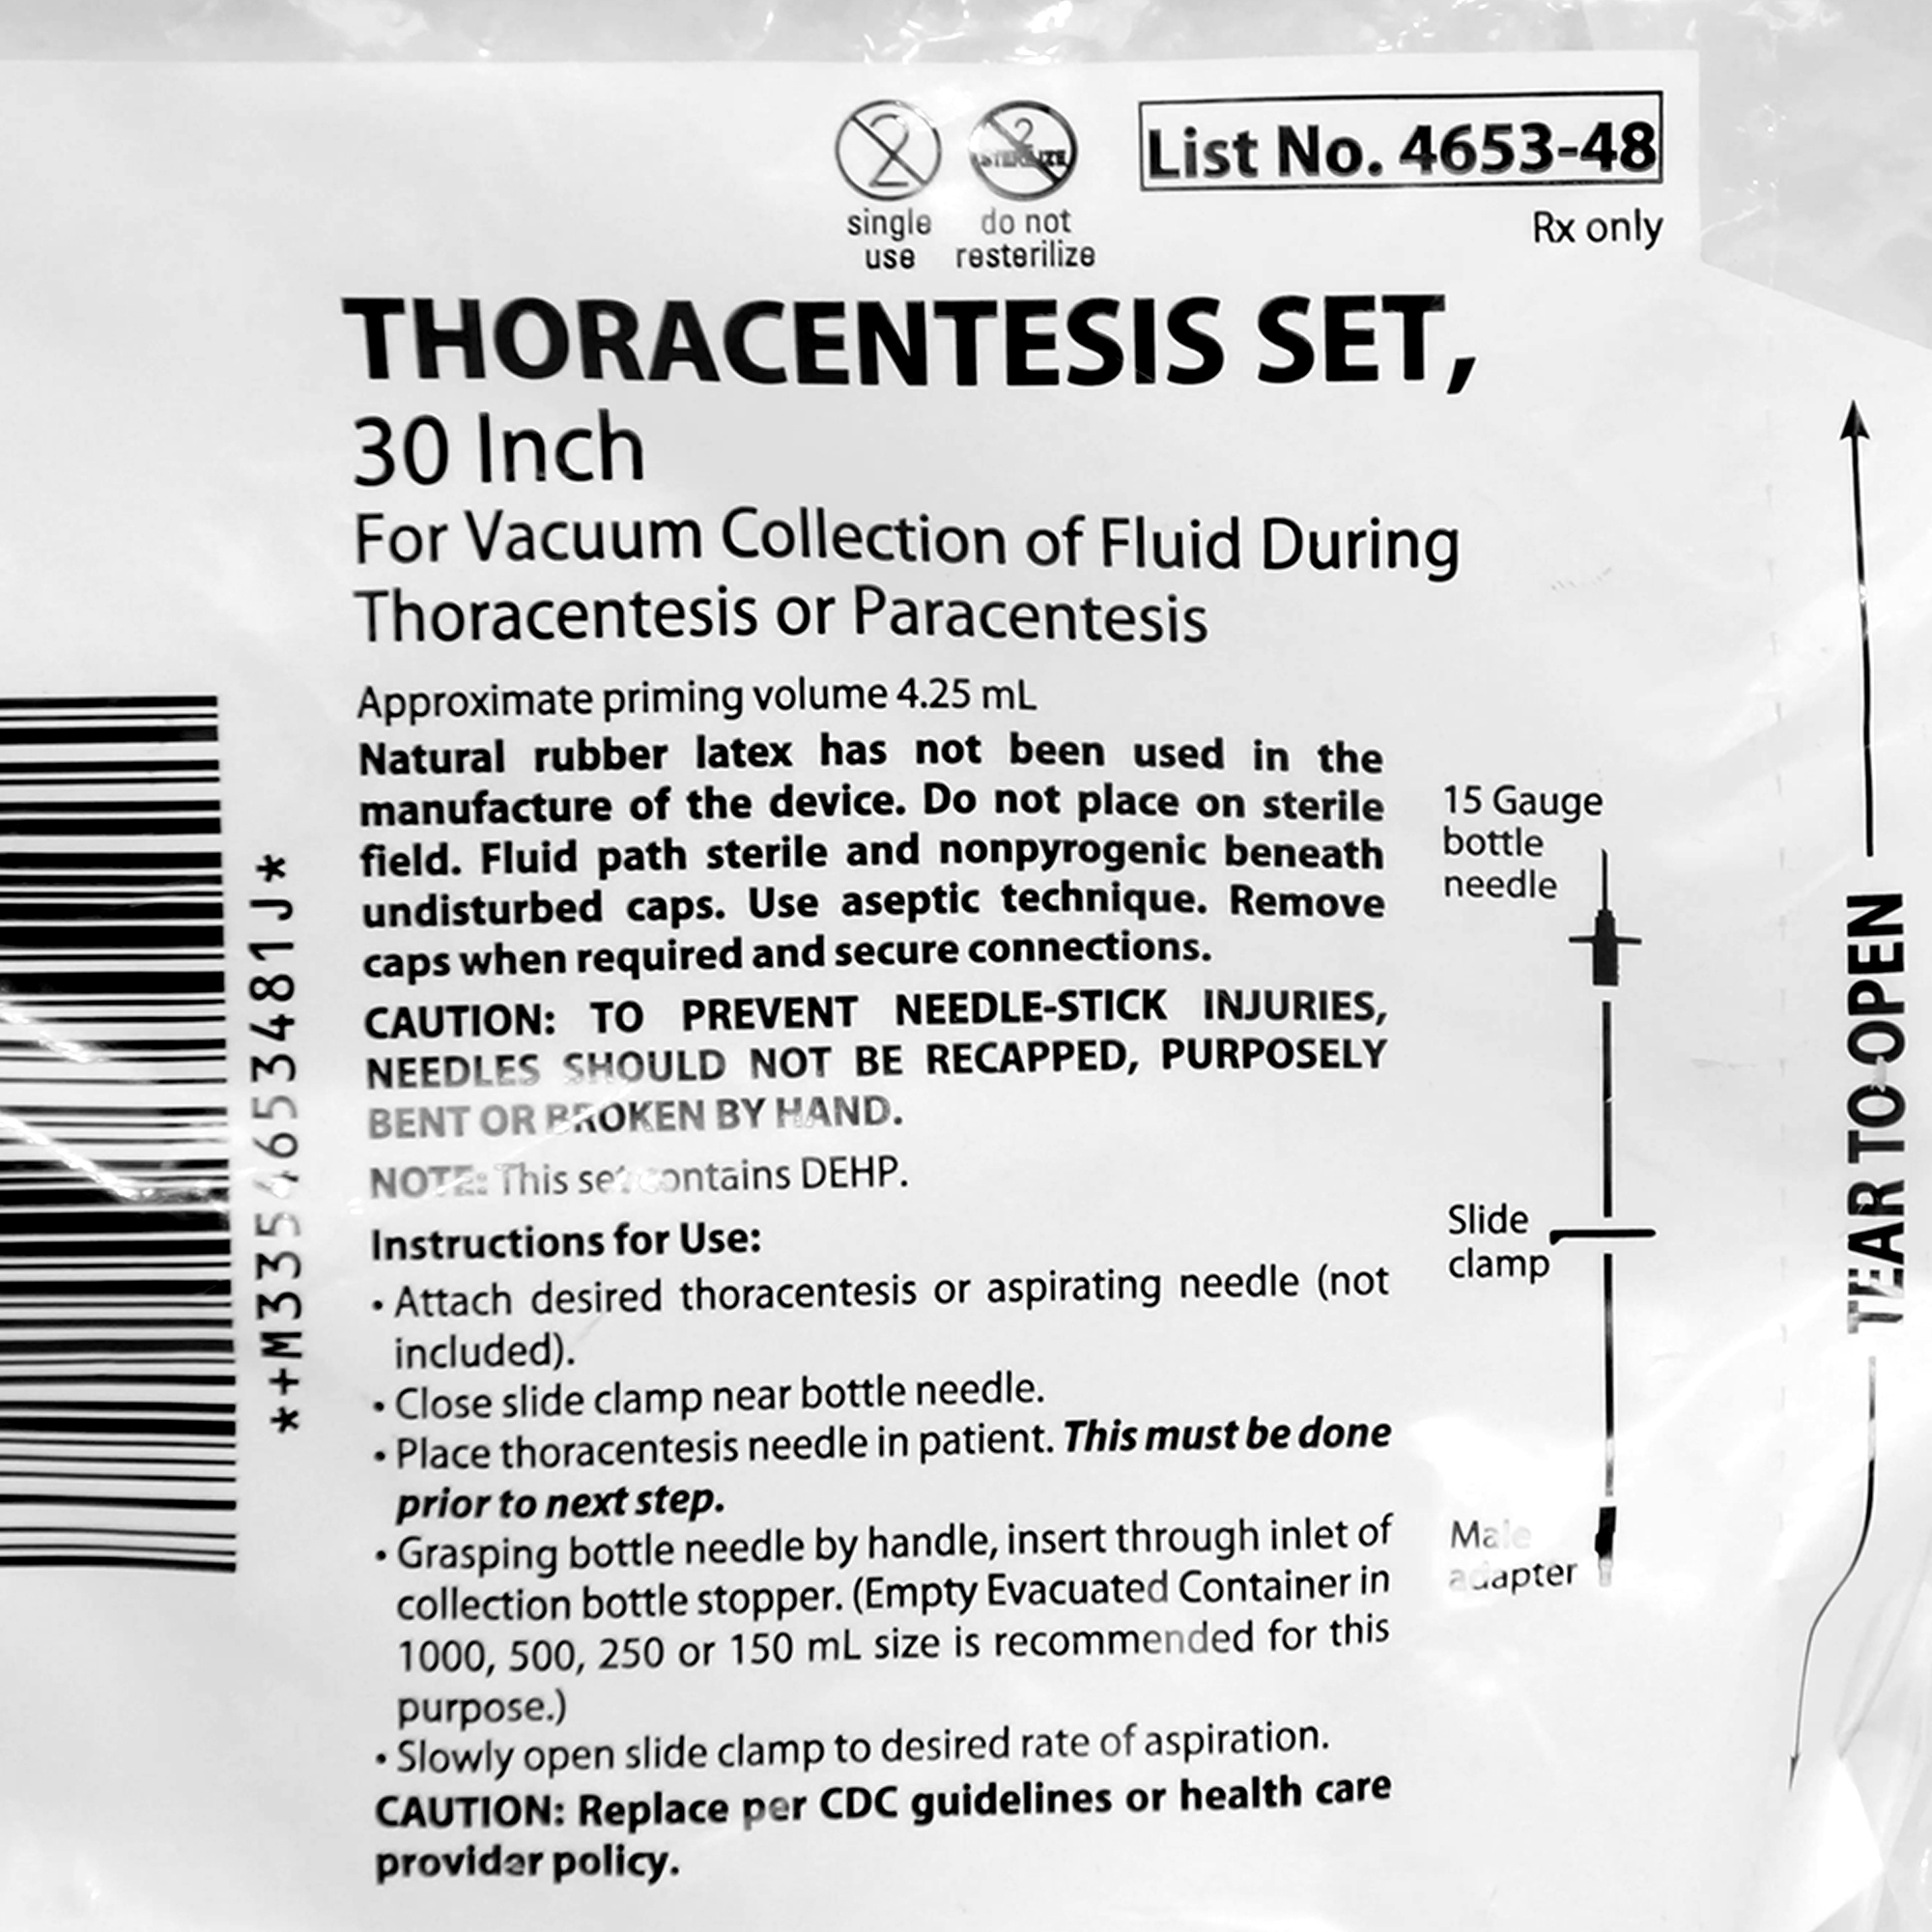 2
2
STERILIZE
single use
do not resterilize
List No. 4653-48
Rx only
THORACENTESIS SET,
30 Inch
For Vacuum Collection of Fluid During
Thoracentesis or Paracentesis
Approximate priming volume 4.25 mL
Natural rubber latex has not been used in the
manufacture of the device. Do not place on sterile
field. Fluid path sterile and nonpyrogenic beneath
undisturbed caps. Use aseptic technique. Remove
caps when required and secure connections.
CAUTION: TO PREVENT NEEDLE-STICK INJURIES,
NEEDLES SHOULD NOT BE RECAPPED, PURPOSELY
BENT OR BROKEN BY HAND.
NOTE: This set contains DEHP.
Instructions for Use:
• Attach desired thoracentesis or aspirating needle (not
included).
• Close slide clamp near bottle needle.
• Place thoracentesis needle in patient. This must be done
prior to next step.
• Grasping bottle needle by handle, insert through inlet of
collection bottle stopper. (Empty Evacuated Container in
1000, 500, 250 or 150 mL size is recommended for this
purpose.)
• Slowly open slide clamp to desired rate of aspiration.
CAUTION: Replace per CDC guidelines or health care
provider policy.
15 Gauge
bottle
needle
Slide
clamp
Male
adapter
TEAR TO OPEN
*+M33546534481J*